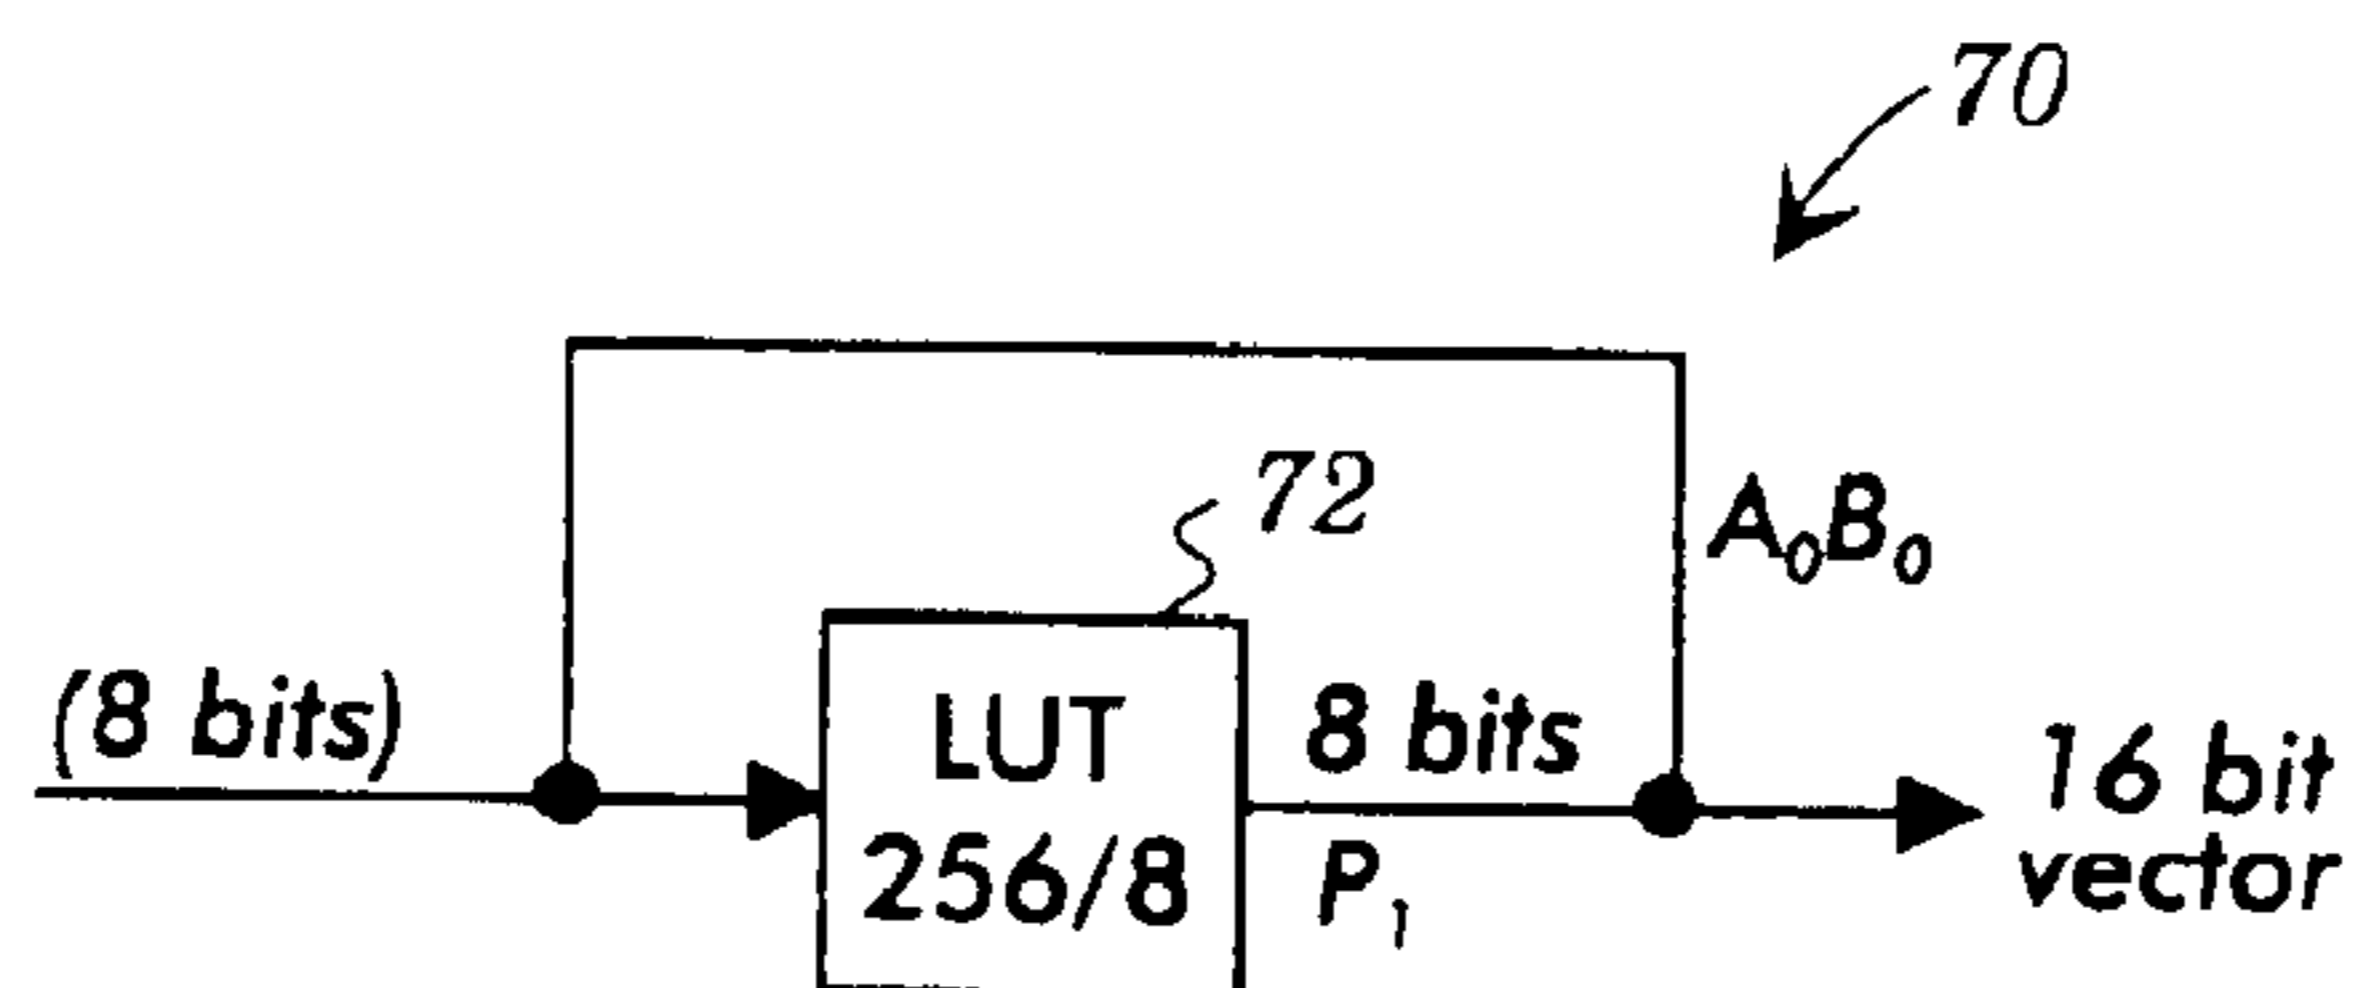 70
72
A₀B₀
(8 bits)
LUT
256/8
8 bits
P₁
16 bit
vector